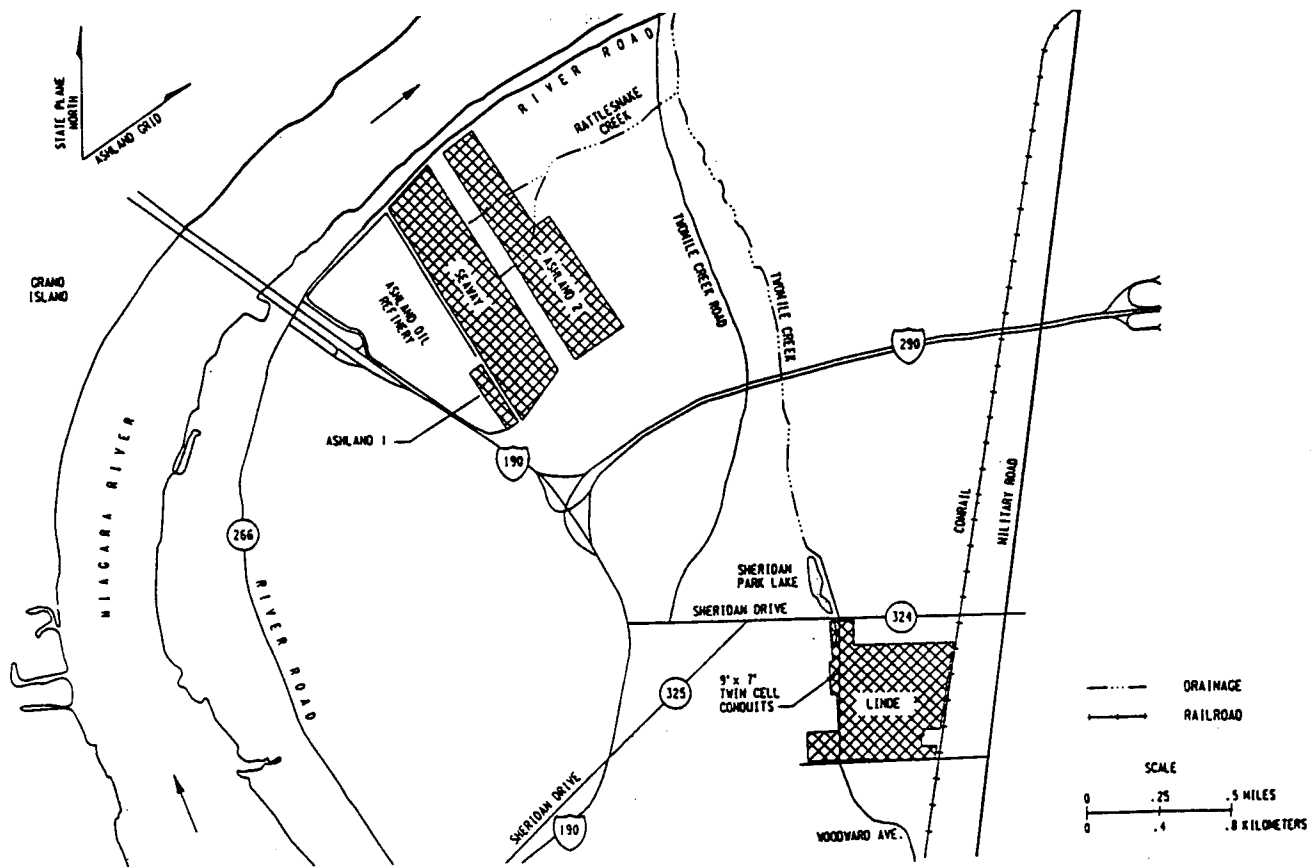 STATE PLANE
NORTH
ASHLAND GRID
RIVER ROAD
RATTLESNAKE
CREEK
GRAND
ISLAND
SEAWAY
ASHLAND 2
ASHLAND OIL
REFINERY
TWOMILE CREEK ROAD
TWOMILE CREEK
290
ASHLAND 1
190
NIAGARA RIVER
266
RIVER ROAD
CONRAIL
MILITARY ROAD
SHERIDAN
PARK LAKE
SHERIDAN DRIVE
324
325
9' x 7'
TWIN CELL
CONDUITS
LINDE
SHERIDAN DRIVE
190
WOODWARD AVE.
DRAINAGE
RAILROAD
SCALE
0 .25 .5 MILES
0 .4 .8 KILOMETERS